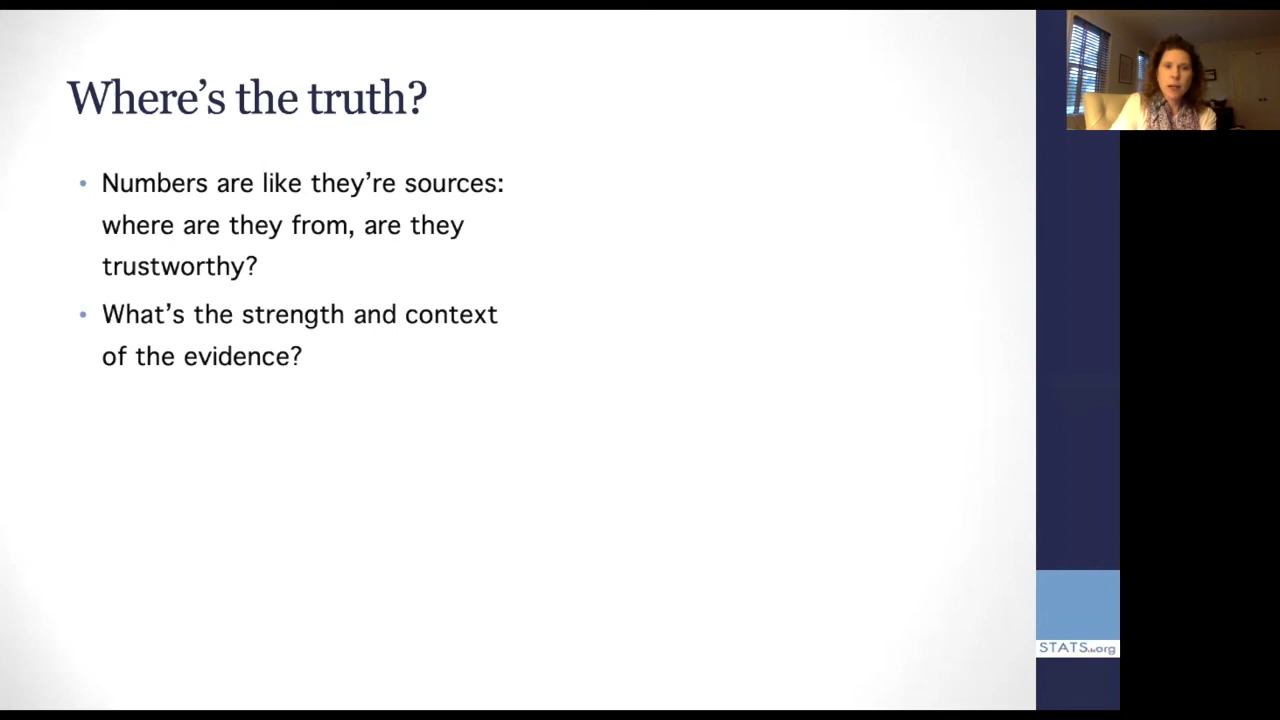 Where's the truth?
• Numbers are like they're sources:
where are they from, are they
trustworthy?
• What's the strength and context
of the evidence?
STATS.org